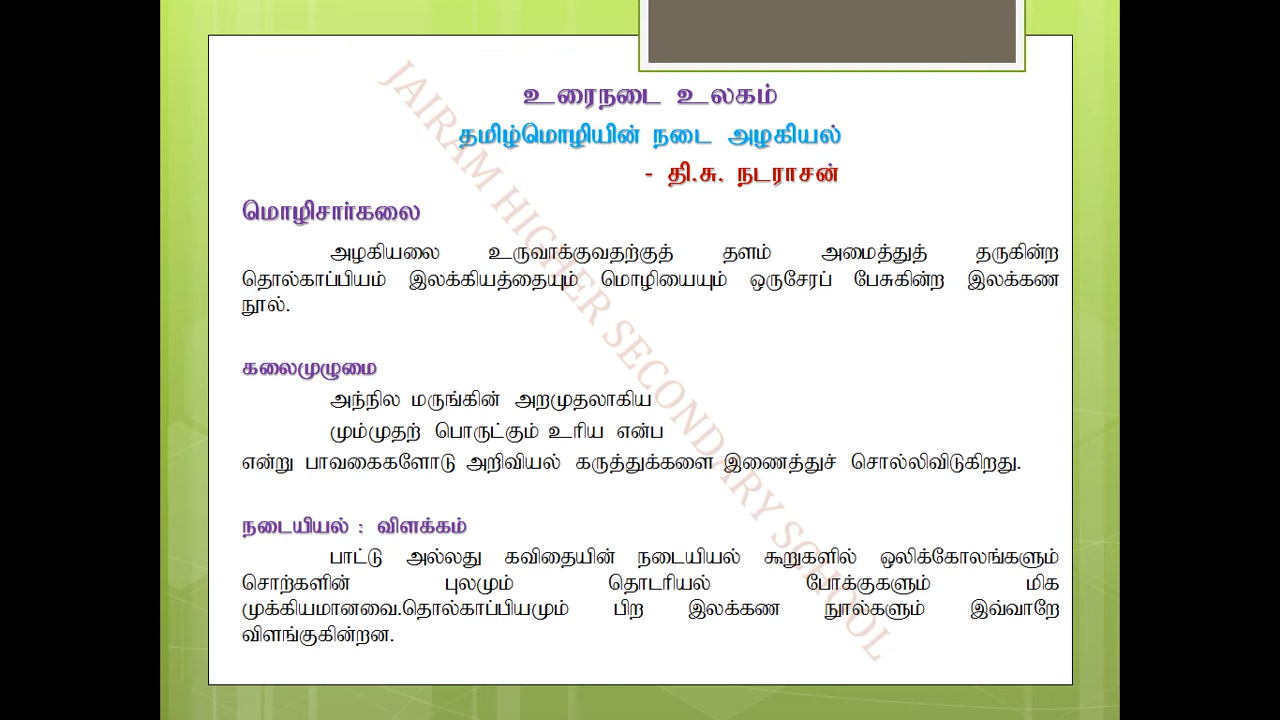 உரைநடை உலகம்
தமிழ்மொழியின் நடை அழகியல்
- தி.சு. நடராசன்
மொழிசார்கலை
அழகியலை உருவாக்குவதற்குத் தளம் அமைத்துத் தருகின்ற
தொல்காப்பியம் இலக்கியத்தையும் மொழியையும் ஒருசேரப் பேசுகின்ற இலக்கண
நூல்.
கலைமுழுமை
அந்நில மருங்கின் அறமுதலாகிய
மும்முதற் பொருட்கும் உரிய என்ப
என்று பாவகைகளோடு அறிவியல் கருத்துக்களை இணைத்துச் சொல்லிவிடுகிறது.
நடையியல் : விளக்கம்
பாட்டு அல்லது கவிதையின் நடையியல் கூறுகளில் ஒலிக்கோலங்களும்
சொற்களின் புலமும் தொடரியல் போக்குகளும் மிக
முக்கியமானவை.தொல்காப்பியமும் பிற இலக்கண நூல்களும் இவ்வாறே
விளங்குகின்றன.
JAIRAM HIGHER SECONDARY SCHOOL